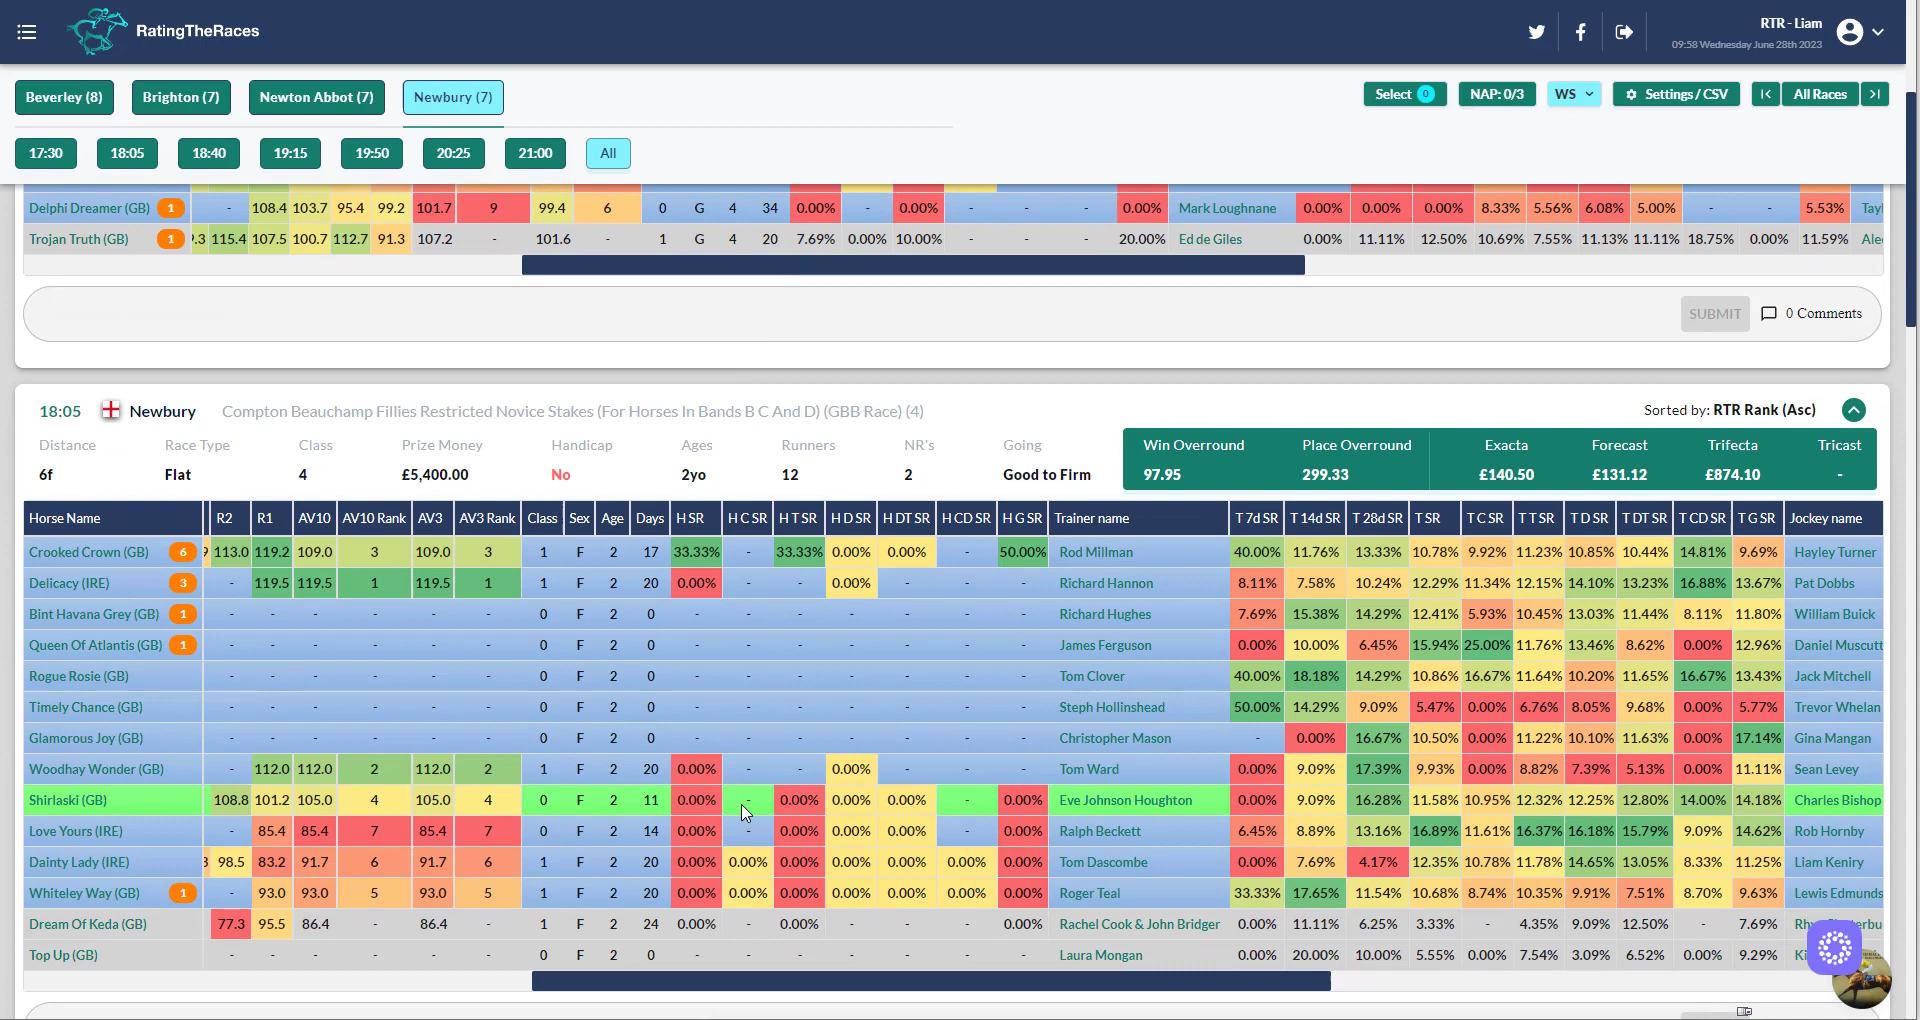 RatingTheRaces
RTR - Liam
09:58 Wednesday June 28th 2023
Beverley (8) Brighton (7) Newton Abbot (7) Newbury (7)
Select 0 NAP: 0/3 WS Settings / CSV All Races
17:30 18:05 18:40 19:15 19:50 20:25 21:00 All
Delphi Dreamer (GB) 1 - 108.4 103.7 95.4 99.2 101.7 9 99.4 6 0 G 4 34 0.00% - 0.00% - - - 0.00% Mark Loughnane 0.00% 0.00% 0.00% 8.33% 5.56% 6.08% 5.00% - - 5.53% Tayl
Trojan Truth (GB) 1 9.3 115.4 107.5 100.7 112.7 91.3 107.2 - 101.6 - 1 G 4 20 7.69% 0.00% 10.00% - - - 20.00% Ed de Giles 0.00% 11.11% 12.50% 10.69% 7.55% 11.13% 11.11% 18.75% 0.00% 11.59% Alec
SUBMIT 0 Comments
18:05 Newbury Compton Beauchamp Fillies Restricted Novice Stakes (For Horses In Bands B C And D) (GBB Race) (4) Sorted by: RTR Rank (Asc)
Distance Race Type Class Prize Money Handicap Ages Runners NR's Going Win Overround Place Overround Exacta Forecast Trifecta Tricast
6f Flat 4 £5,400.00 No 2yo 12 2 Good to Firm 97.95 299.33 £140.50 £131.12 £874.10 -
Horse Name R2 R1 AV10 AV10 Rank AV3 AV3 Rank Class Sex Age Days H SR H C SR H T SR H D SR H DT SR H CD SR H G SR Trainer name T 7d SR T 14d SR T 28d SR T SR T C SR T T SR T D SR T DT SR T CD SR T G SR Jockey name
Crooked Crown (GB) 6 9 113.0 119.2 109.0 3 109.0 3 1 F 2 17 33.33% - 33.33% 0.00% 0.00% - 50.00% Rod Millman 40.00% 11.76% 13.33% 10.78% 9.92% 11.23% 10.85% 10.44% 14.81% 9.69% Hayley Turner
Delicacy (IRE) 3 - 119.5 119.5 1 119.5 1 1 F 2 20 0.00% - - 0.00% - - - Richard Hannon 8.11% 7.58% 10.24% 12.29% 11.34% 12.15% 14.10% 13.23% 16.88% 13.67% Pat Dobbs
Bint Havana Grey (GB) 1 - - - - - - 0 F 2 0 - - - - - - - Richard Hughes 7.69% 15.38% 14.29% 12.41% 5.93% 10.45% 13.03% 11.44% 8.11% 11.80% William Buick
Queen Of Atlantis (GB) 1 - - - - - - 0 F 2 0 - - - - - - - James Ferguson 0.00% 10.00% 6.45% 15.94% 25.00% 11.76% 13.46% 8.62% 0.00% 12.96% Daniel Muscutt
Rogue Rosie (GB) - - - - - - 0 F 2 0 - - - - - - - Tom Clover 40.00% 18.18% 14.29% 10.86% 16.67% 11.64% 10.20% 11.65% 16.67% 13.43% Jack Mitchell
Timely Chance (GB) - - - - - - 0 F 2 0 - - - - - - - Steph Hollinshead 50.00% 14.29% 9.09% 5.47% 0.00% 6.76% 8.05% 9.68% 0.00% 5.77% Trevor Whelan
Glamorous Joy (GB) - - - - - - 0 F 2 0 - - - - - - - Christopher Mason - 0.00% 16.67% 10.50% 0.00% 11.22% 10.10% 11.63% 0.00% 17.14% Gina Mangan
Woodhay Wonder (GB) - 112.0 112.0 2 112.0 2 1 F 2 20 0.00% - - 0.00% - - - Tom Ward 0.00% 9.09% 17.39% 9.93% 0.00% 8.82% 7.39% 5.13% 0.00% 11.11% Sean Levey
Shirlaski (GB) 108.8 101.2 105.0 4 105.0 4 0 F 2 11 0.00% - 0.00% 0.00% 0.00% - 0.00% Eve Johnson Houghton 0.00% 9.09% 16.28% 11.58% 10.95% 12.32% 12.25% 12.80% 14.00% 14.18% Charles Bishop
Love Yours (IRE) - 85.4 85.4 7 85.4 7 0 F 2 14 0.00% - 0.00% 0.00% 0.00% - 0.00% Ralph Beckett 6.45% 8.89% 13.16% 16.89% 11.61% 16.37% 16.18% 15.79% 9.09% 14.62% Rob Hornby
Dainty Lady (IRE) 3 98.5 83.2 91.7 6 91.7 6 1 F 2 20 0.00% 0.00% 0.00% 0.00% 0.00% 0.00% 0.00% Tom Dascombe 0.00% 7.69% 4.17% 12.35% 10.78% 11.78% 14.65% 13.05% 8.33% 11.25% Liam Keniry
Whiteley Way (GB) 1 - 93.0 93.0 5 93.0 5 1 F 2 20 0.00% 0.00% 0.00% 0.00% 0.00% 0.00% 0.00% Roger Teal 33.33% 17.65% 11.54% 10.68% 8.74% 10.35% 9.91% 7.51% 8.70% 9.63% Lewis Edmunds
Dream Of Keda (GB) 77.3 95.5 86.4 - 86.4 - 1 F 2 24 0.00% - 0.00% - - - 0.00% Rachel Cook & John Bridger 0.00% 11.11% 6.25% 3.33% - 4.35% 9.09% 12.50% - 7.69%
Top Up (GB) - - - - - - 0 F 2 0 - - - - - - - Laura Mongan 0.00% 20.00% 10.00% 5.55% 0.00% 7.54% 3.09% 6.52% 0.00% 9.29%